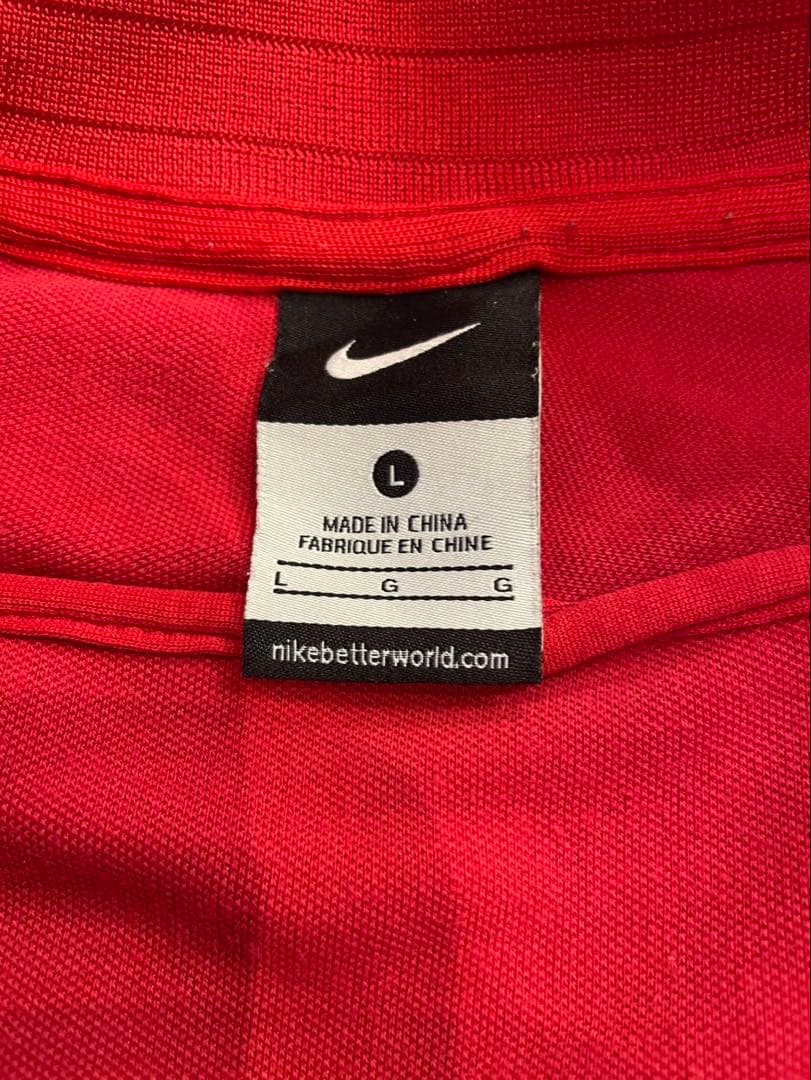 L
MADE IN CHINA
FABRIQUE EN CHINE
L G G
nikebetterworld.com